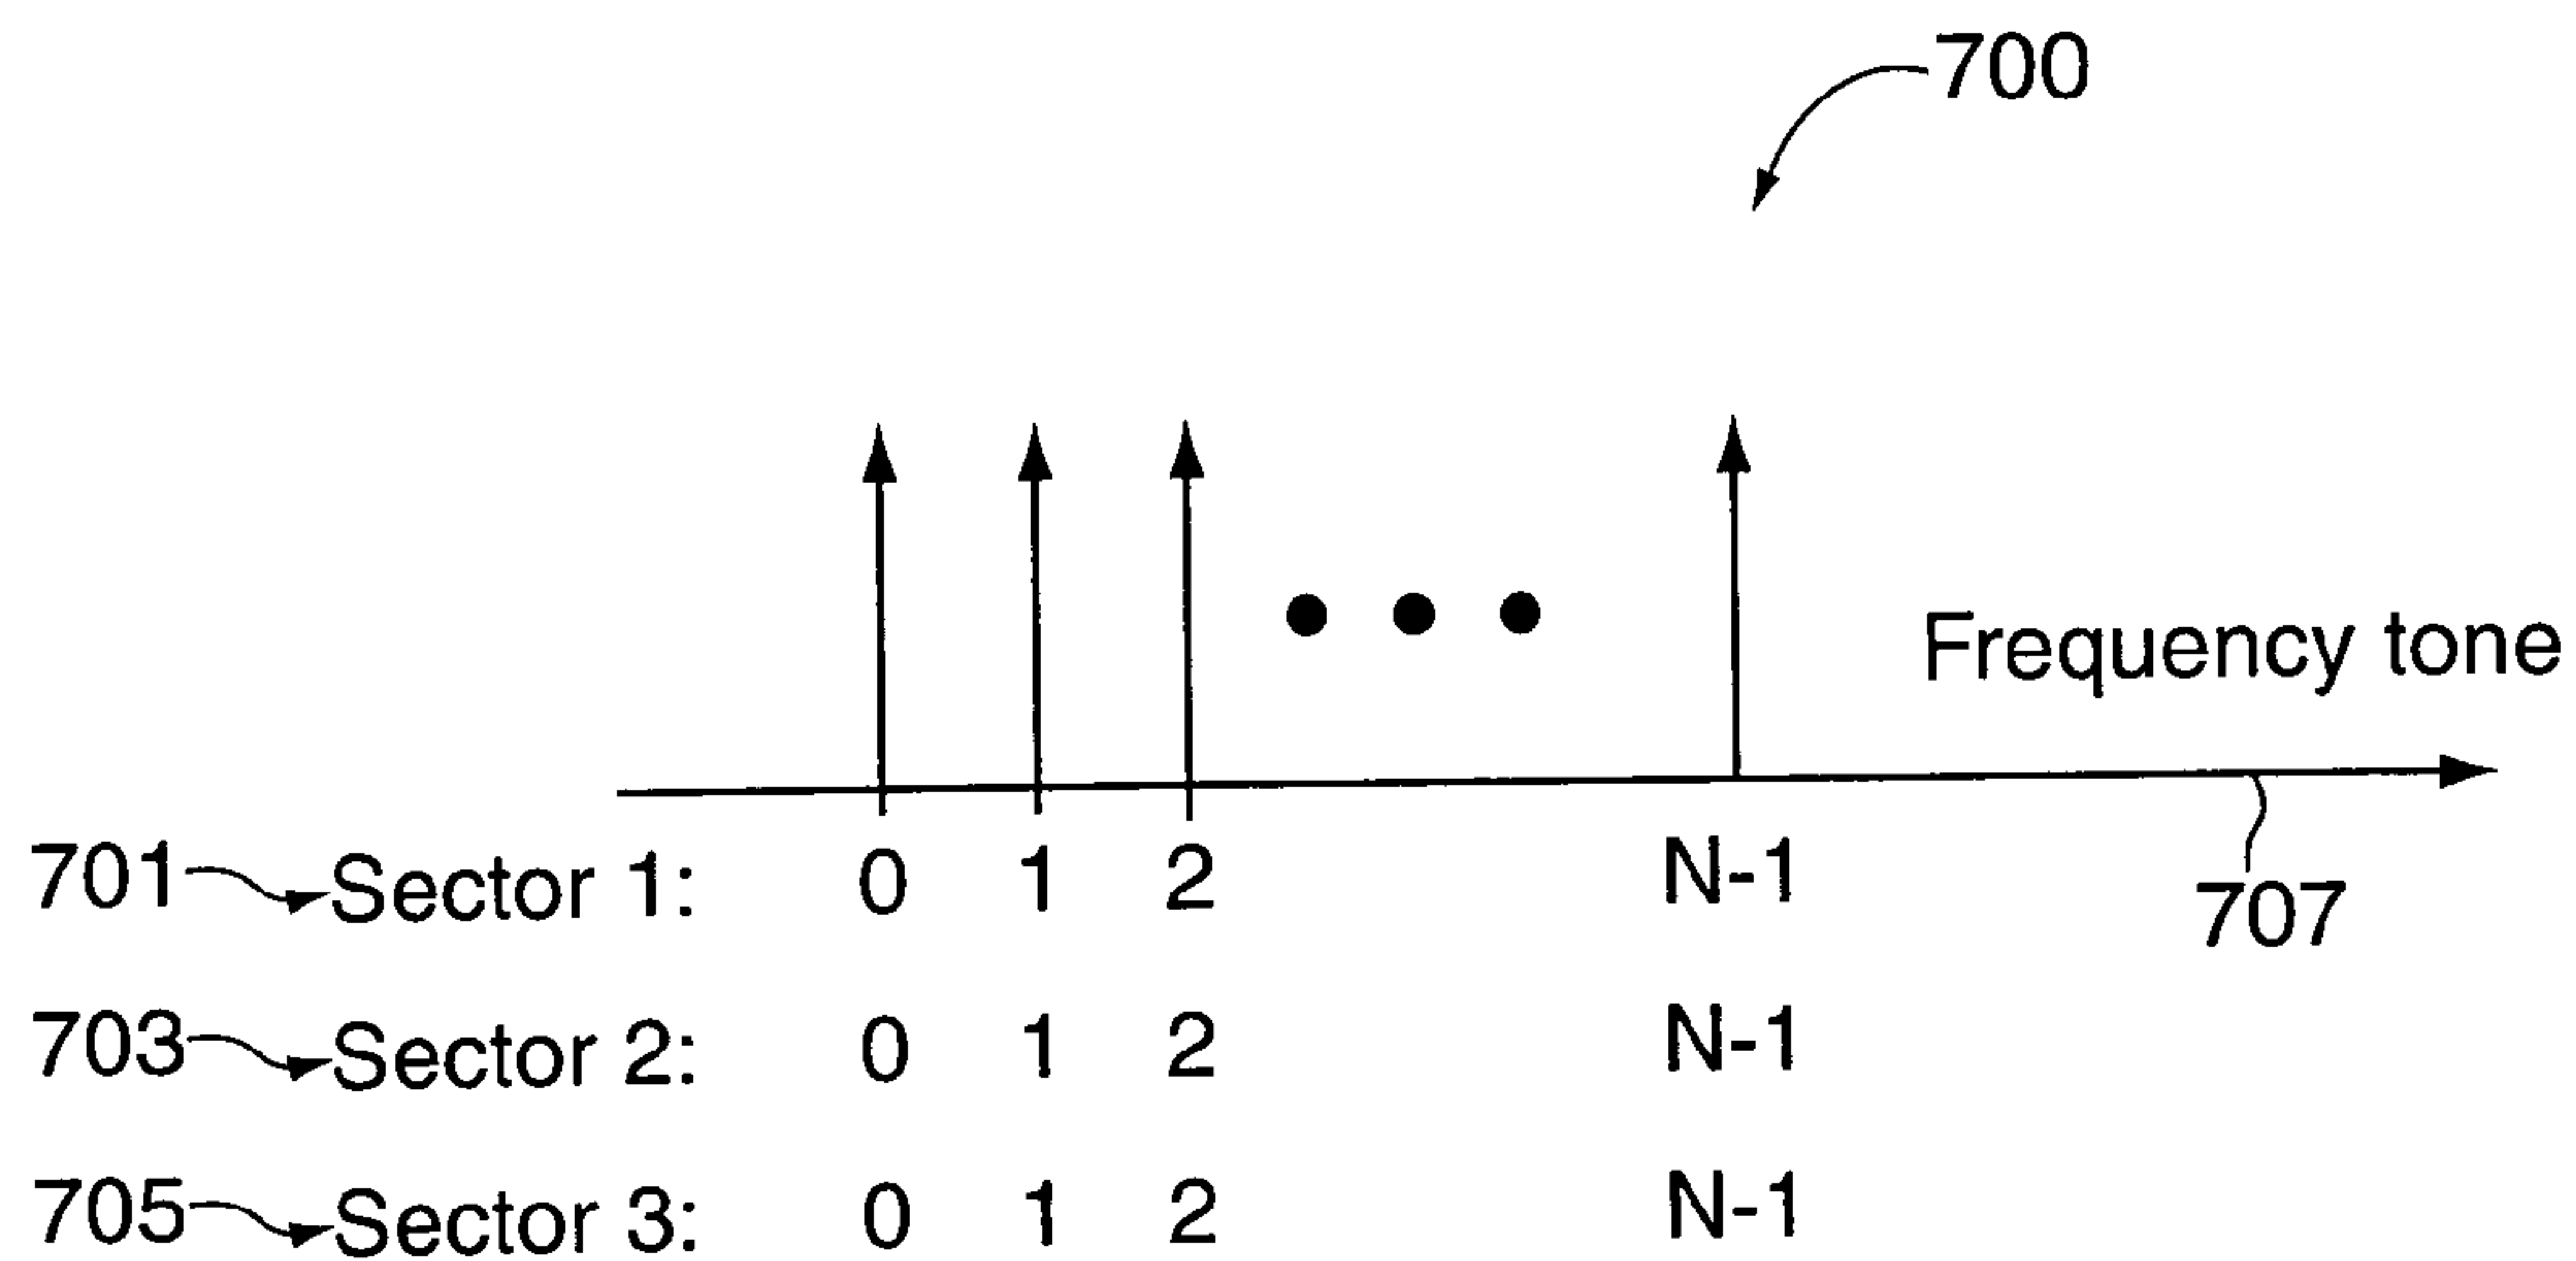 700
Frequency tone
701 Sector 1: 0 1 2 N-1
707
703 Sector 2: 0 1 2 N-1
705 Sector 3: 0 1 2 N-1